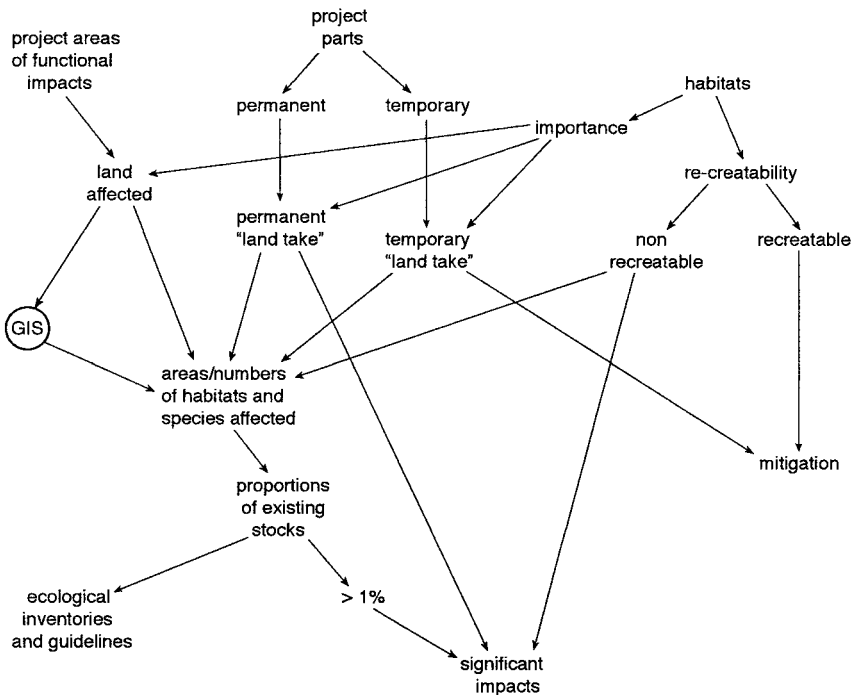 project
parts
project areas
of functional
impacts
permanent
temporary
habitats
importance
land
affected
re-creatability
permanent
“land take”
temporary
“land take”
non
recreatable
recreatable
GIS
areas/numbers
of habitats and
species affected
mitigation
proportions
of existing
stocks
ecological
inventories
and guidelines
> 1%
significant
impacts